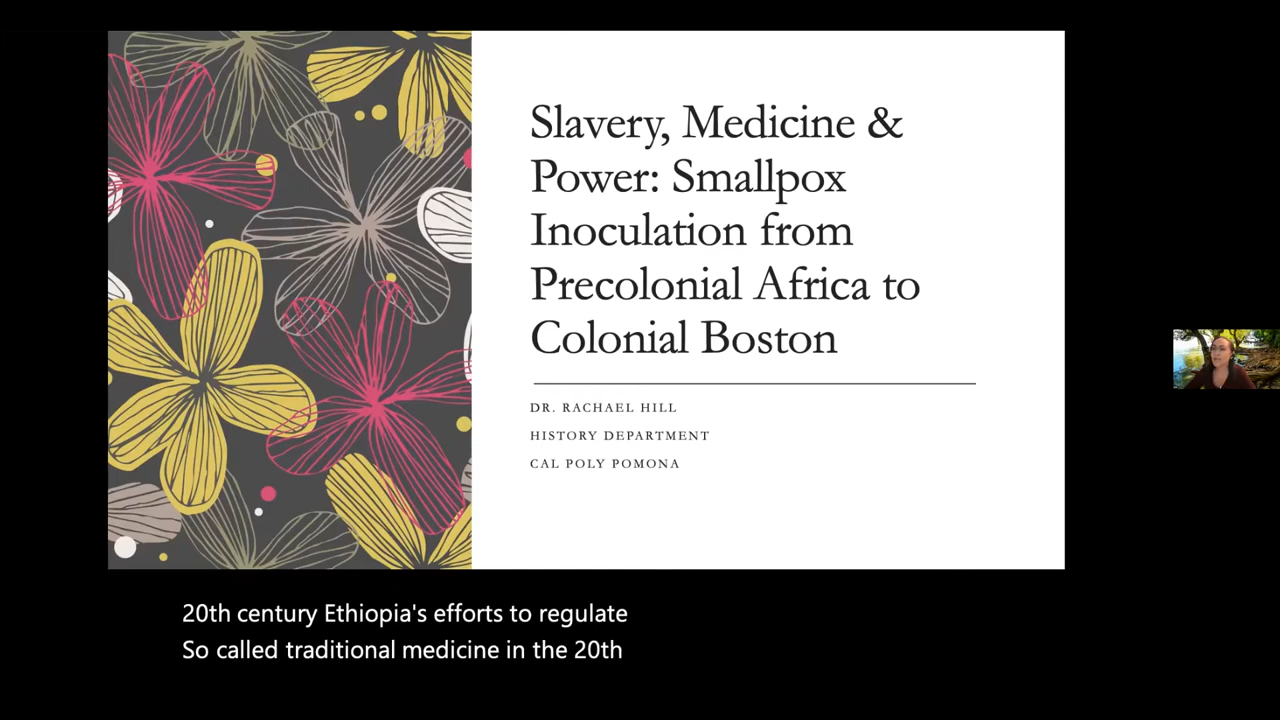 Slavery, Medicine &
Power: Smallpox
Inoculation from
Precolonial Africa to
Colonial Boston
DR. RACHAEL HILL
HISTORY DEPARTMENT
CAL POLY POMONA
20th century Ethiopia's efforts to regulate
So called traditional medicine in the 20th